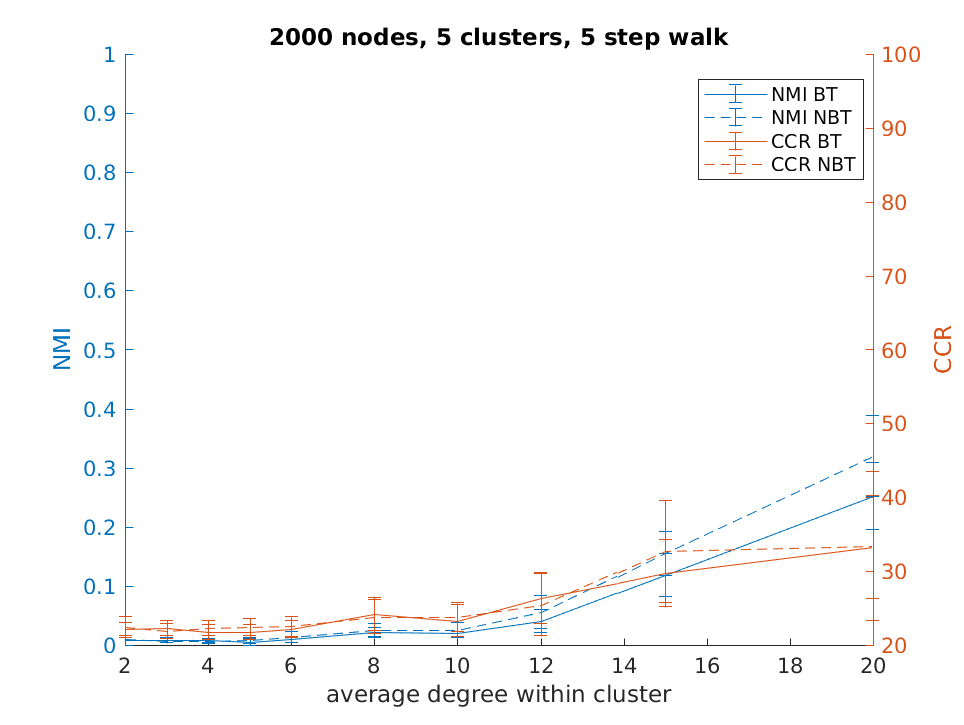 2000 nodes, 5 clusters, 5 step walk
1
0.9
0.8
0.7
0.6
0.5
0.4
0.3
0.2
0.1
0
NMI
NMI BT
NMI NBT
CCR BT
CCR NBT
100
90
80
70
60
50
40
30
20
CCR
2 4 6 8 10 12 14 16 18 20
average degree within cluster